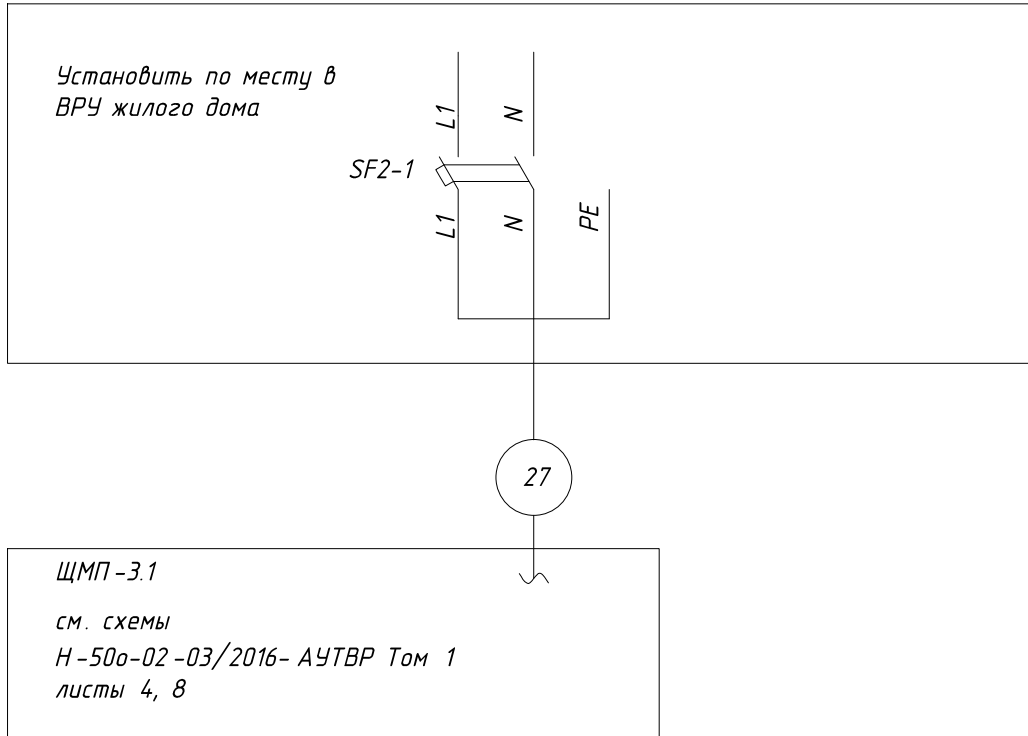 Установить по месту в
ВРУ жилого дома
L1
N
SF2-1
L1
N
PE
27
ЩМП-3.1
см. схемы
Н-50о-02-03/2016- АУТВР Том 1
листы 4, 8